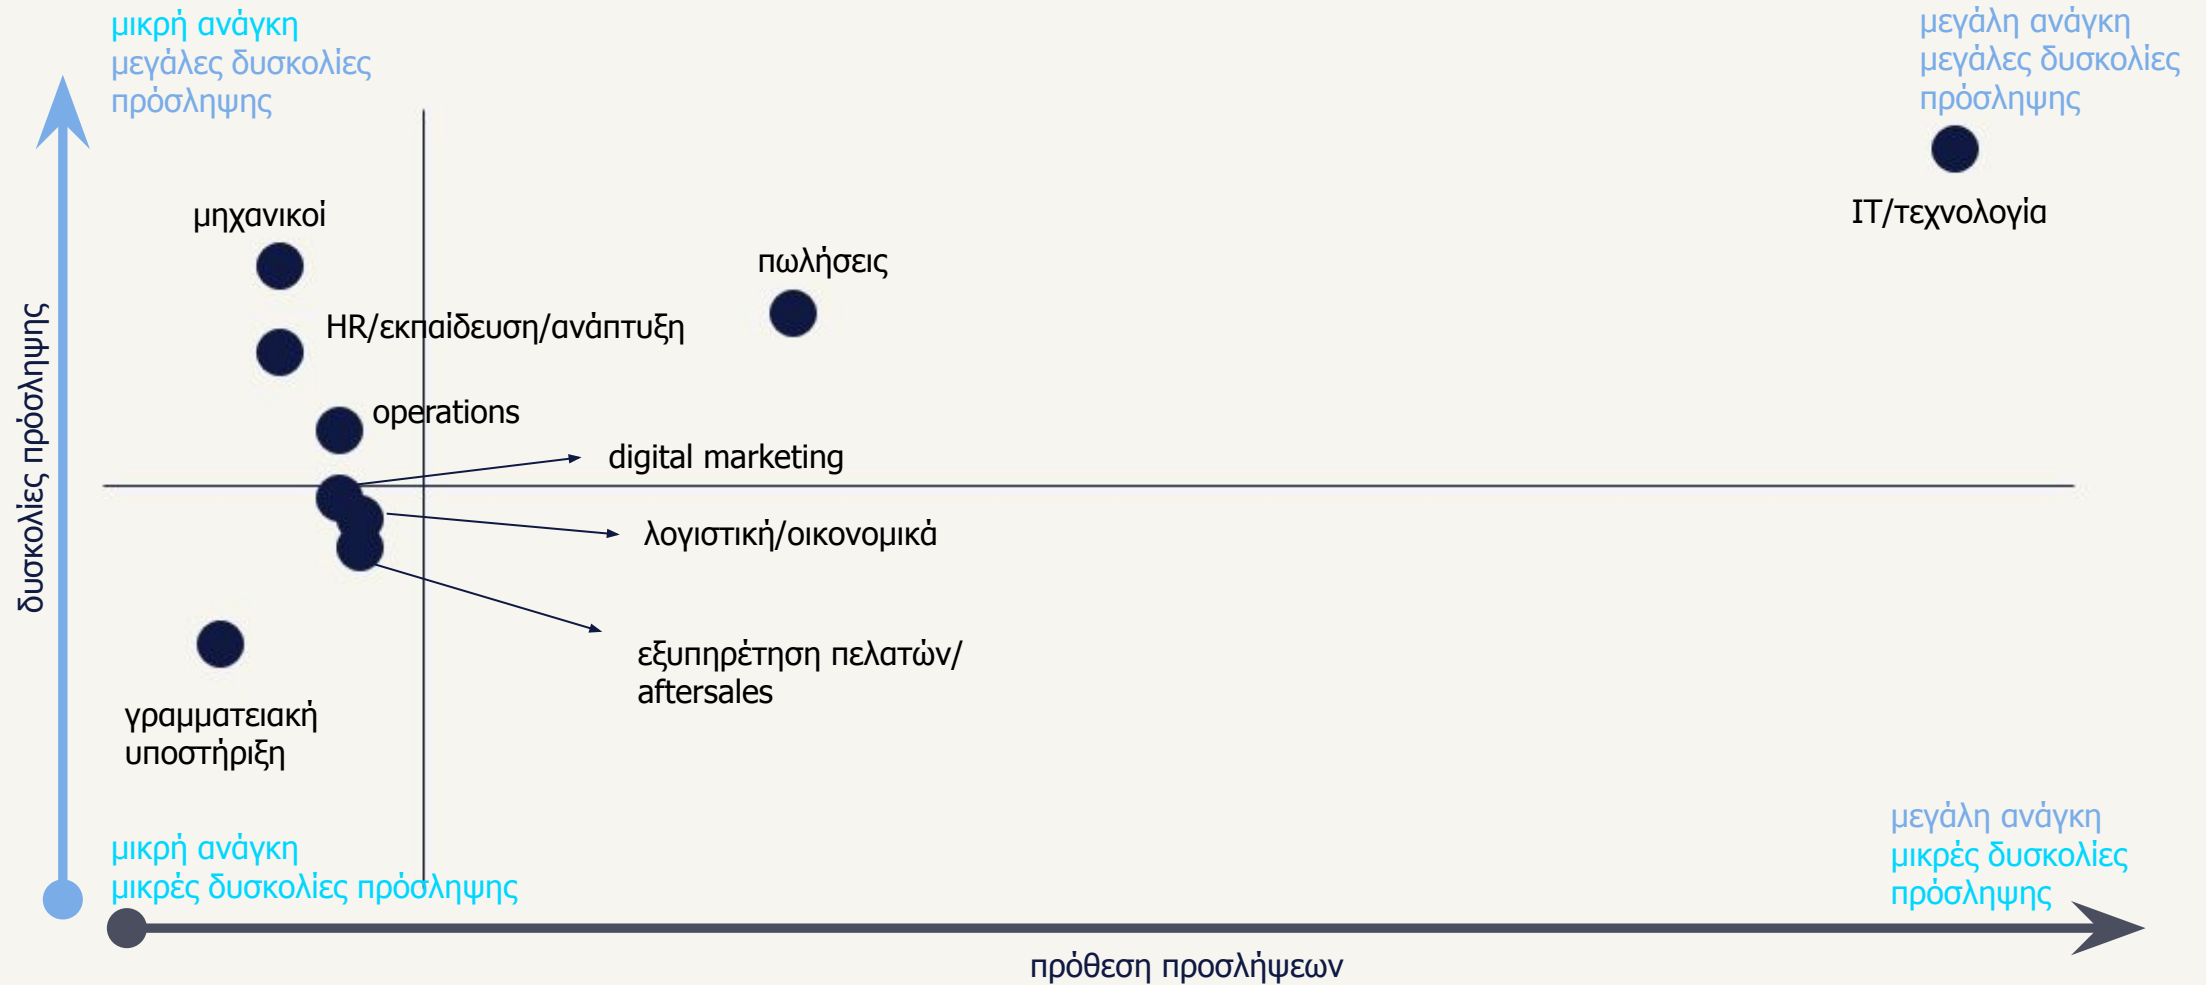 μικρή ανάγκη
μεγάλες δυσκολίες
πρόσληψης
μεγάλη ανάγκη
μεγάλες δυσκολίες
πρόσληψης
μηχανικοί
IT/τεχνολογία
πωλήσεις
HR/εκπαίδευση/ανάπτυξη
operations
digital marketing
λογιστική/οικονομικά
εξυπηρέτηση πελατών/
aftersales
γραμματειακή
υποστήριξη
δυσκολίες πρόσληψης
μικρή ανάγκη
μικρές δυσκολίες πρόσληψης
μεγάλη ανάγκη
μικρές δυσκολίες
πρόσληψης
πρόθεση προσλήψεων